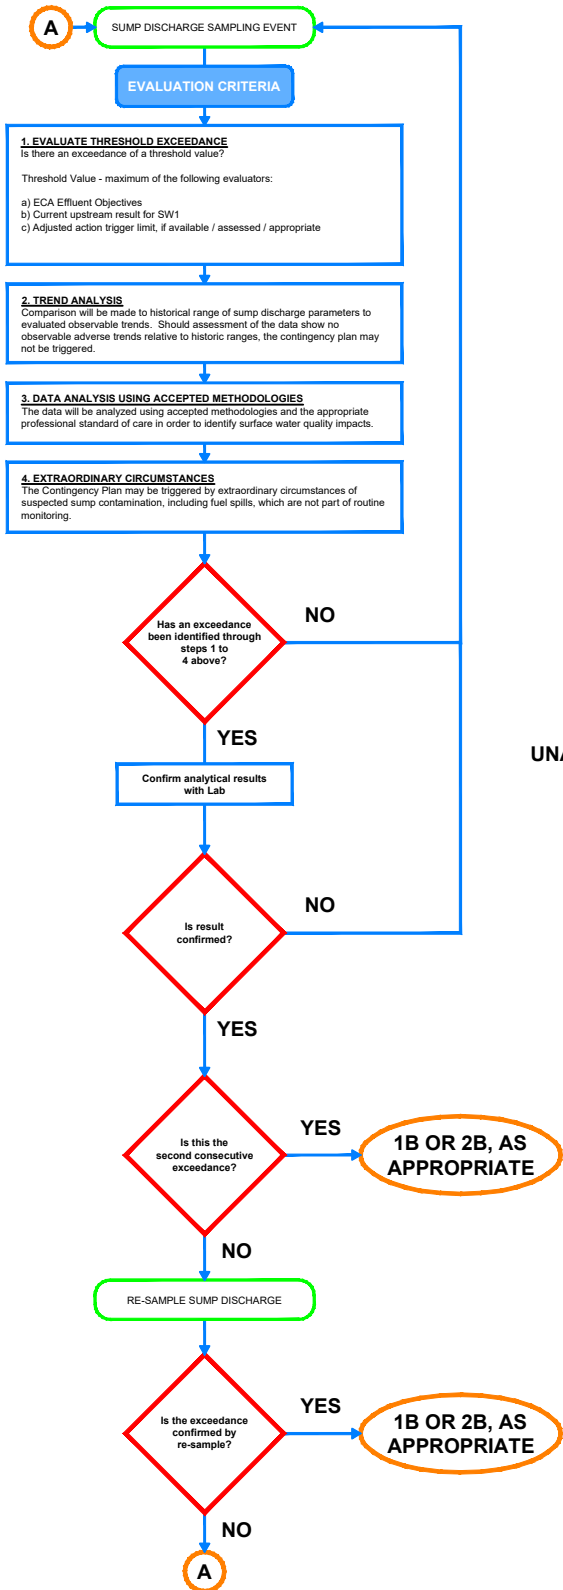 A
SUMP DISCHARGE SAMPLING EVENT
EVALUATION CRITERIA
1. EVALUATE THRESHOLD EXCEEDANCE
Is there an exceedance of a threshold value?
Threshold Value - maximum of the following evaluators:
a) ECA Effluent Objectives
b) Current upstream result for SW1
c) Adjusted action trigger limit, if available / assessed / appropriate
2. TREND ANALYSIS
Comparison will be made to historical range of sump discharge parameters to
evaluated observable trends.  Should assessment of the data show no
observable adverse trends relative to historic ranges, the contingency plan may
not be triggered.
3. DATA ANALYSIS USING ACCEPTED METHODOLOGIES
The data will be analyzed using accepted methodologies and the appropriate
professional standard of care in order to identify surface water quality impacts.
4. EXTRAORDINARY CIRCUMSTANCES
The Contingency Plan may be triggered by extraordinary circumstances of
suspected sump contamination, including fuel spills, which are not part of routine
monitoring.
Has an exceedance
been identified through
steps 1 to
4 above?
NO
YES
UNA
Confirm analytical results
with Lab
Is result
confirmed?
NO
YES
Is this the
second consecutive
exceedance?
YES
1B OR 2B, AS
APPROPRIATE
NO
RE-SAMPLE SUMP DISCHARGE
Is the exceedance
confirmed by
re-sample?
YES
1B OR 2B, AS
APPROPRIATE
NO
A